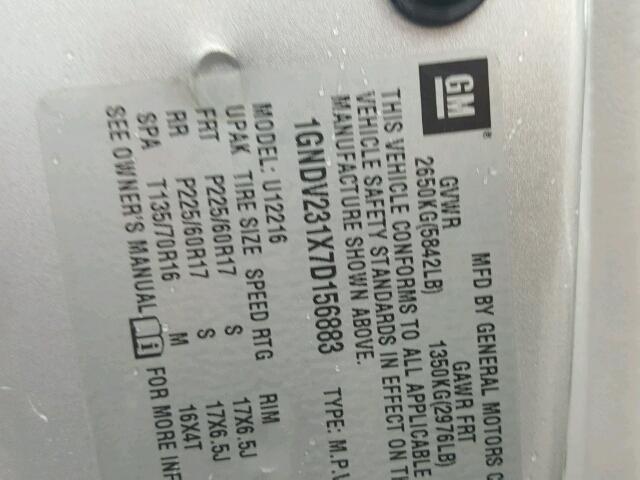 GM ®
MFD BY GENERAL MOTORS C
GVWR GAWR FRT
2650KG(5842LB) 1350KG(2976LB)
THIS VEHICLE CONFORMS TO ALL APPLICABLE
VEHICLE SAFETY STANDARDS IN EFFECT ON TH
MANUFACTURE SHOWN ABOVE.
1GNDV231X7D156883 TYPE: M.P.V
MODEL: U12216
UPAK TIRE SIZE SPEED RTG RIM
FRT P225/60R17 S 17X6.5J
RR P225/60R17 S 17X6.5J
SPA T135/70R16 M 16X4T
SEE OWNER'S MANUAL i FOR MORE INF